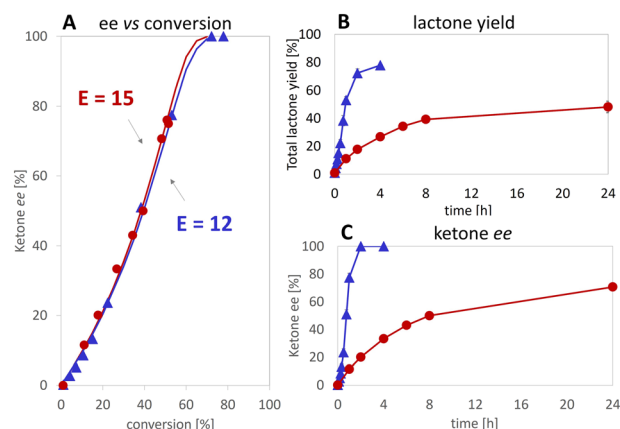 A
ee vs conversion
100
80
60
40
20
0
0 20 40 60 80 100
Ketone ee [%]
conversion [%]
E = 15
E = 12
B
lactone yield
100
80
60
40
20
0
0 4 8 12 16 20 24
Total lactone yield [%]
time [h]
C
ketone ee
100
80
60
40
20
0
0 4 8 12 16 20 24
Ketone ee [%]
time [h]